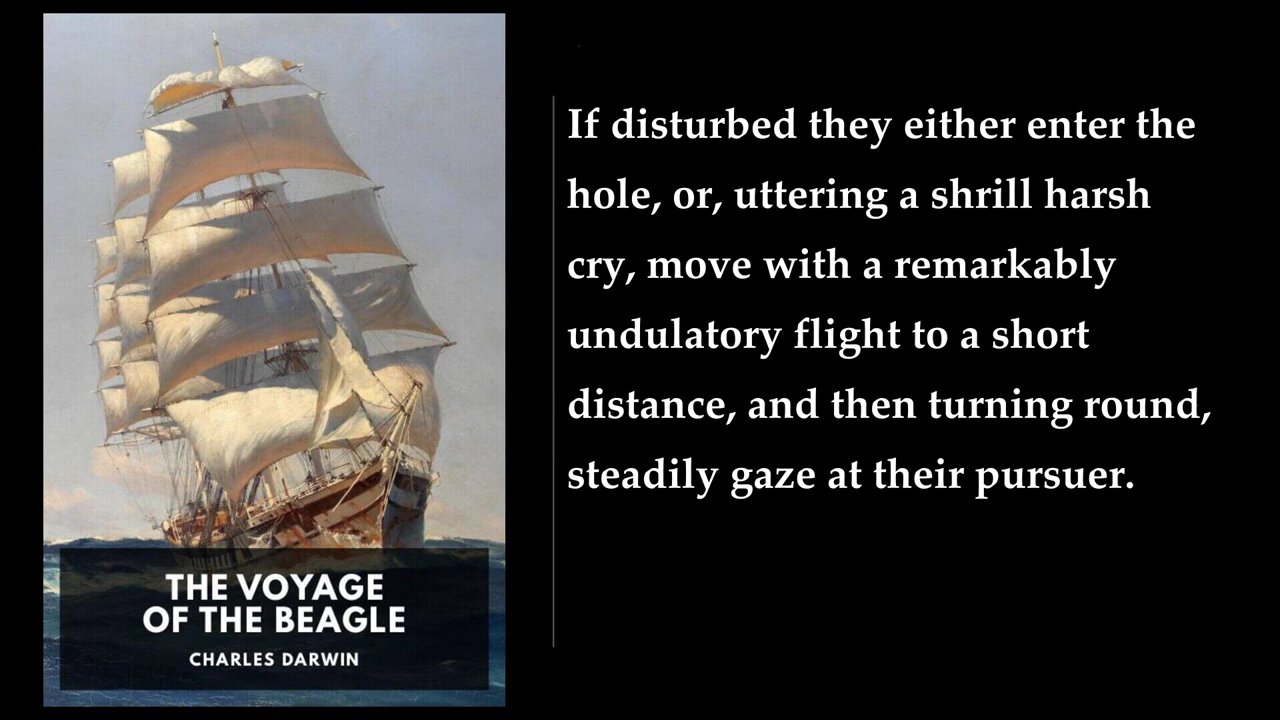 THE VOYAGE
OF THE BEAGLE
CHARLES DARWIN
If disturbed they either enter the
hole, or, uttering a shrill harsh
cry, move with a remarkably
undulatory flight to a short
distance, and then turning round,
steadily gaze at their pursuer.